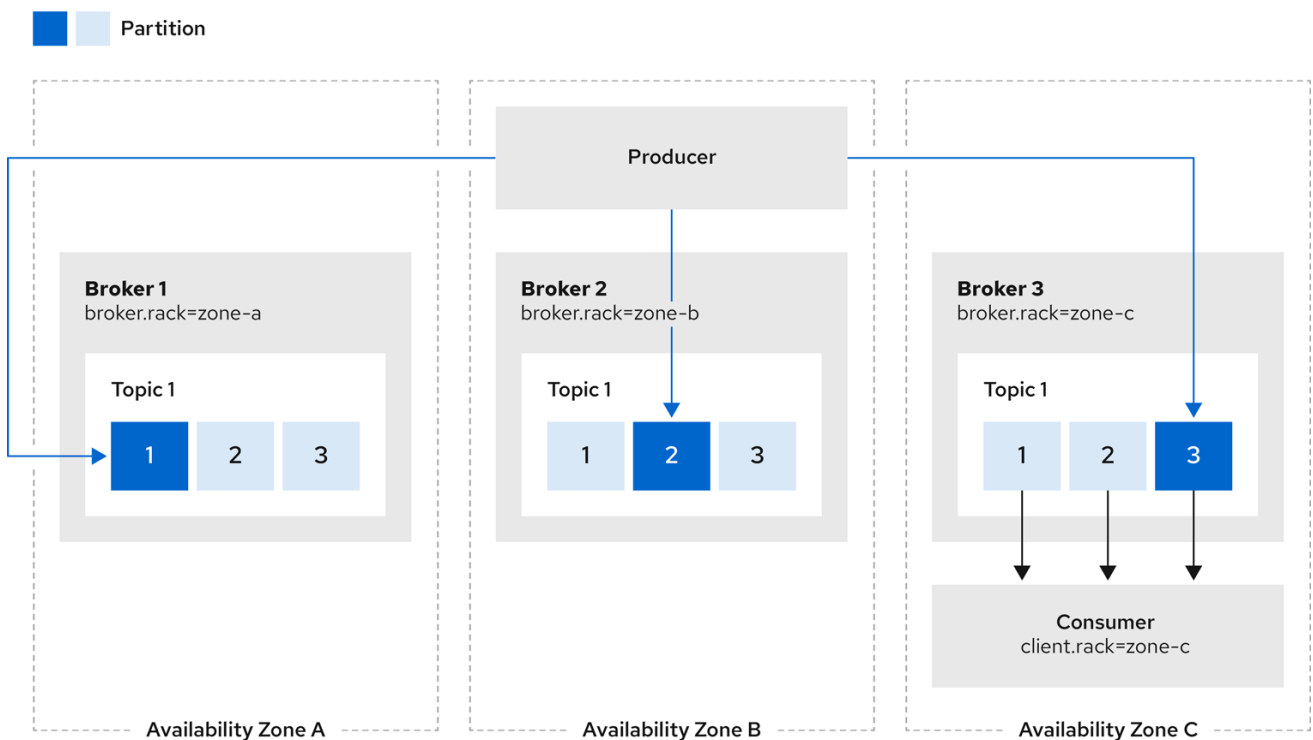 Partition
Producer
Broker 1
broker.rack=zone-a
Topic 1
1 2 3
Broker 2
broker.rack=zone-b
Topic 1
1 2 3
Broker 3
broker.rack=zone-c
Topic 1
1 2 3
Consumer
client.rack=zone-c
Availability Zone A
Availability Zone B
Availability Zone C